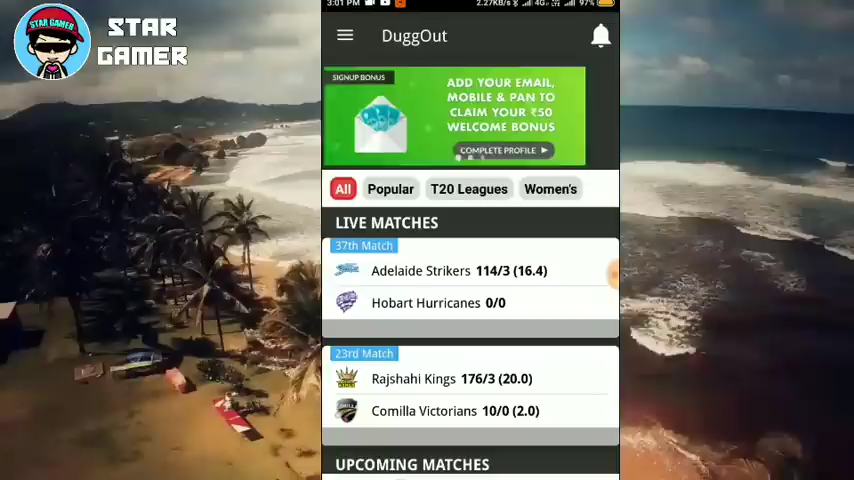 STAR GAMER
STAR
GAMER
3:01 PM
2.27KB/s
4G
97%
DuggOut
SIGNUP BONUS
ADD YOUR EMAIL,
MOBILE & PAN TO
CLAIM YOUR ₹50
WELCOME BONUS
COMPLETE PROFILE
All Popular T20 Leagues Women's
LIVE MATCHES
37th Match
Adelaide Strikers 114/3 (16.4)
Hobart Hurricanes 0/0
23rd Match
Rajshahi Kings 176/3 (20.0)
Comilla Victorians 10/0 (2.0)
UPCOMING MATCHES